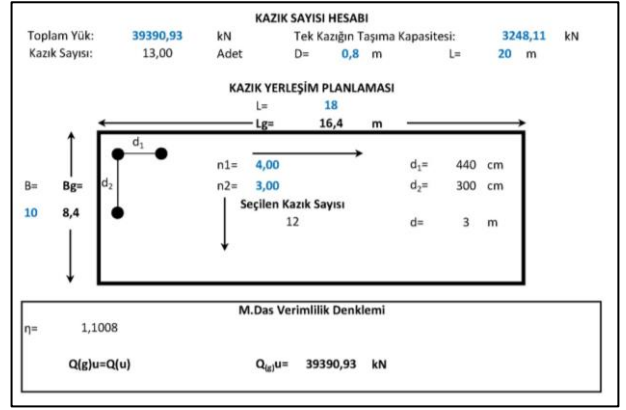 KAZIK SAYISI HESABI
Toplam Yük: 39390,93 kN Tek Kazığın Taşıma Kapasitesi: 3248,11 kN
Kazık Sayısı: 13,00 Adet D= 0,8 m L= 20 m
KAZIK YERLEŞİM PLANLAMASI
L= 18
Lg= 16,4 m
d₁
n1= 4,00 d₁= 440 cm
B= Bg= d₂ n2= 3,00 d₂= 300 cm
Seçilen Kazık Sayısı
10 8,4 12 d= 3 m
M.Das Verimlilik Denklemi
η= 1,1008
Q(g)u=Q(u) Q₍g₎u= 39390,93 kN